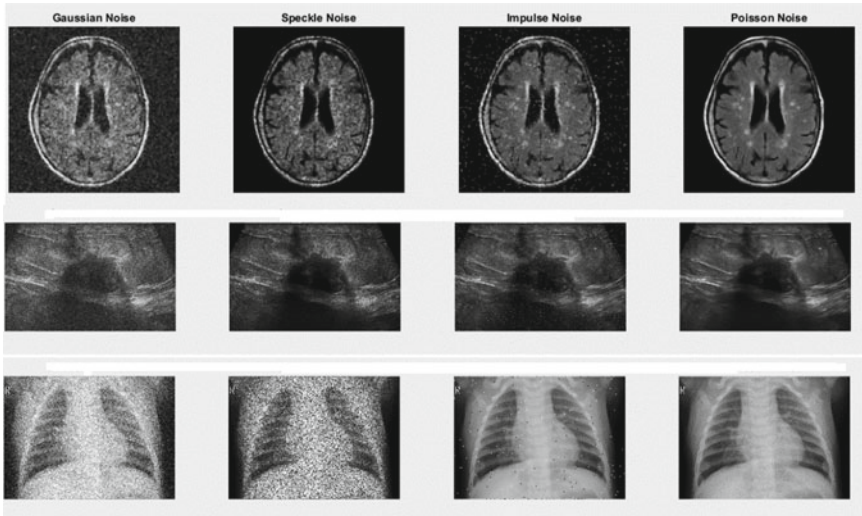 Gaussian Noise
Speckle Noise
Impulse Noise
Poisson Noise
R
R
R
R